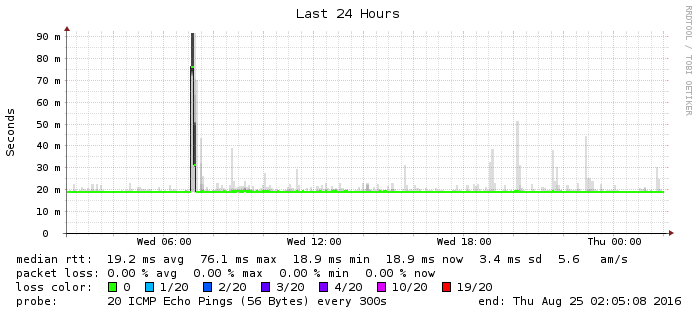 Last 24 Hours
RRDTOOL / TOBI OETIKER
Seconds
90 m
80 m
70 m
60 m
50 m
40 m
30 m
20 m
10 m
0
Wed 06:00 Wed 12:00 Wed 18:00 Thu 00:00
median rtt: 19.2 ms avg 76.1 ms max 18.9 ms min 18.9 ms now 3.4 ms sd 5.6 am/s
packet loss: 0.00 % avg 0.00 % max 0.00 % min 0.00 % now
loss color: 0 1/20 2/20 3/20 4/20 10/20 19/20
probe: 20 ICMP Echo Pings (56 Bytes) every 300s end: Thu Aug 25 02:05:08 2016